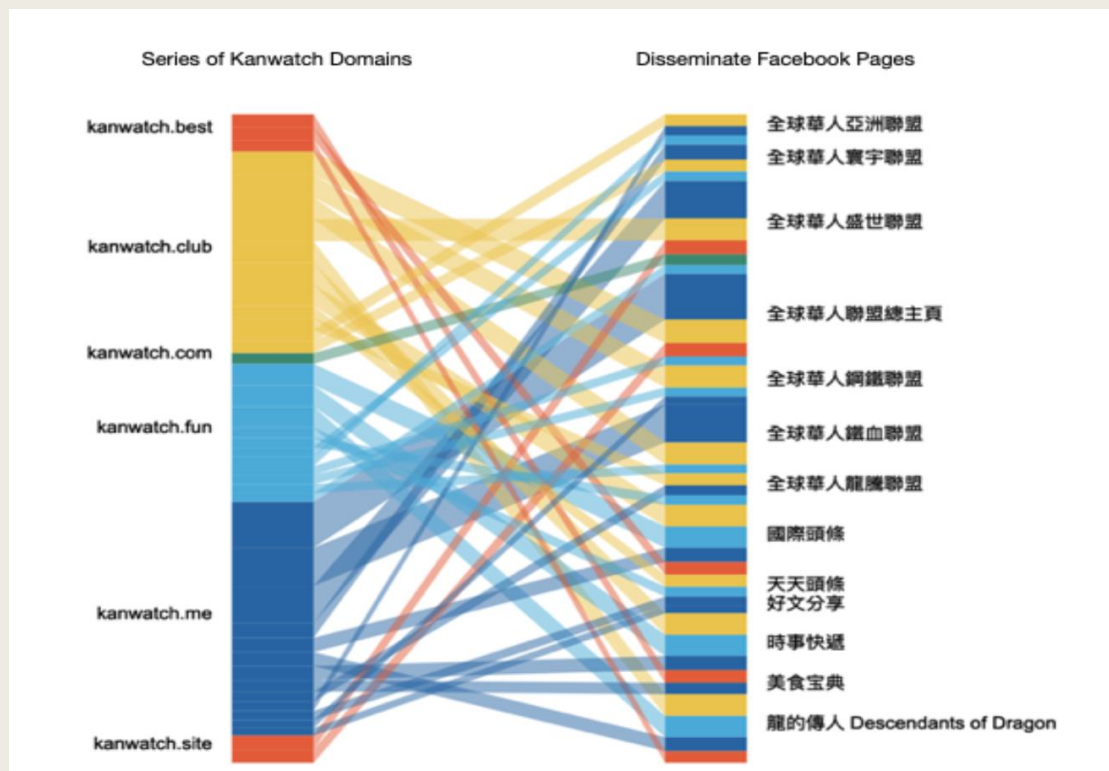 Series of Kanwatch Domains
Disseminate Facebook Pages
kanwatch.best
kanwatch.club
kanwatch.com
kanwatch.fun
kanwatch.me
kanwatch.site
全球華人亞洲聯盟
全球華人寰宇聯盟
全球華人盛世聯盟
全球華人聯盟總主頁
全球華人鋼鐵聯盟
全球華人鐵血聯盟
全球華人龍騰聯盟
國際頭條
天天頭條
好文分享
時事快遞
美食宝典
龍的傳人 Descendants of Dragon